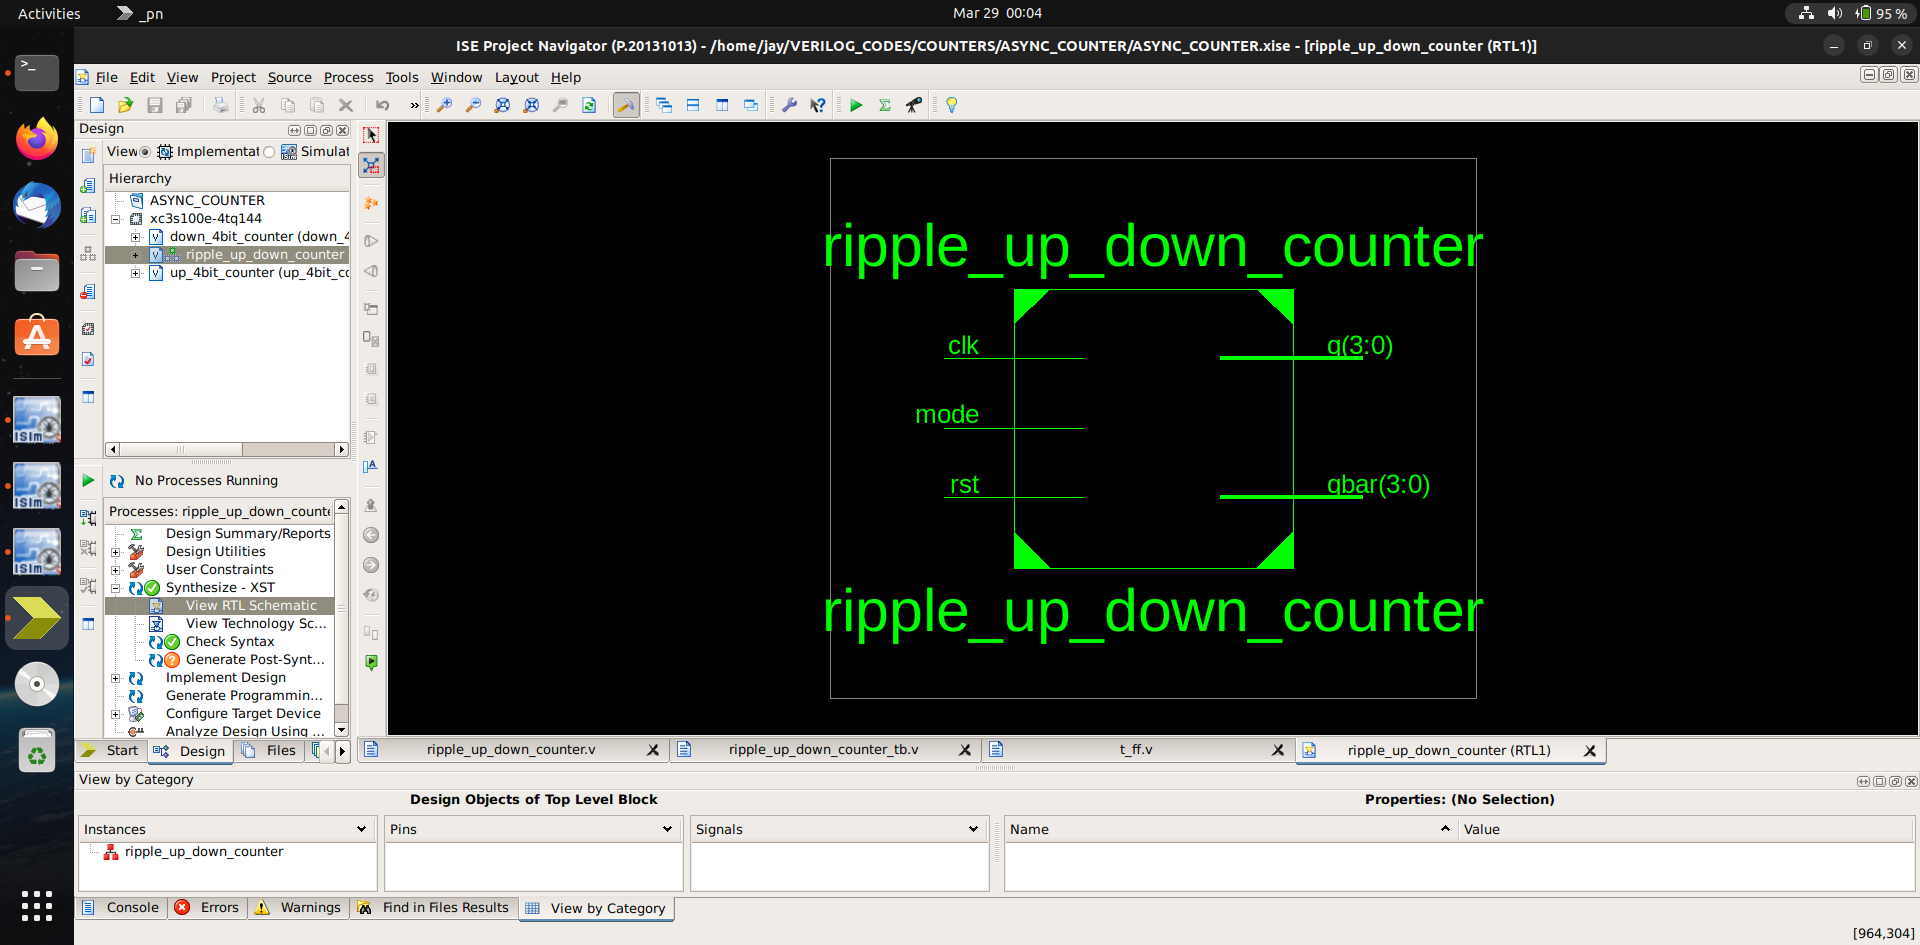 Activities _pn Mar 29 00:04 95 %
ISE Project Navigator (P.20131013) - /home/jay/VERILOG_CODES/COUNTERS/ASYNC_COUNTER/ASYNC_COUNTER.xise - [ripple_up_down_counter (RTL1)]
File Edit View Project Source Process Tools Window Layout Help
Design
View Implementat Simulat
Hierarchy
ASYNC_COUNTER
xc3s100e-4tq144
down_4bit_counter (down_4
ripple_up_down_counter
up_4bit_counter (up_4bit_co
No Processes Running
Processes: ripple_up_down_counte
Design Summary/Reports
Design Utilities
User Constraints
Synthesize - XST
View RTL Schematic
View Technology Sc...
Check Syntax
Generate Post-Synt...
Implement Design
Generate Programmin...
Configure Target Device
Analyze Design Using ...
Start Design Files
ripple_up_down_counter
clk
mode
rst
q(3:0)
qbar(3:0)
ripple_up_down_counter
ripple_up_down_counter.v ripple_up_down_counter_tb.v t_ff.v ripple_up_down_counter (RTL1)
View by Category
Design Objects of Top Level Block Properties: (No Selection)
Instances Pins Signals Name Value
ripple_up_down_counter
Console Errors Warnings Find in Files Results View by Category
[964,304]